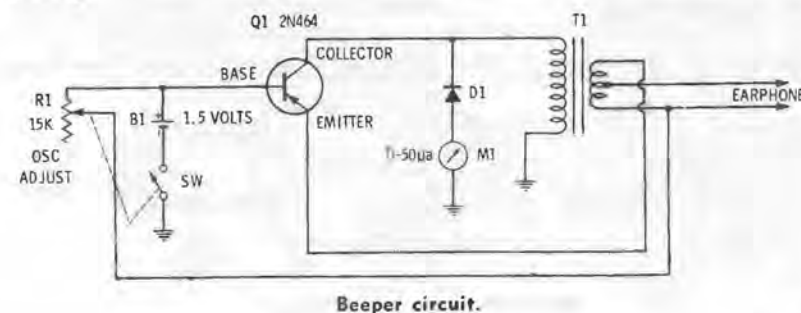 Q1 2N464
T1
COLLECTOR
BASE
R1
15K
OSC
ADJUST
B1
+
1.5 VOLTS
EMITTER
D1
EARPHONE
SW
-50µa
M1
Beeper circuit.